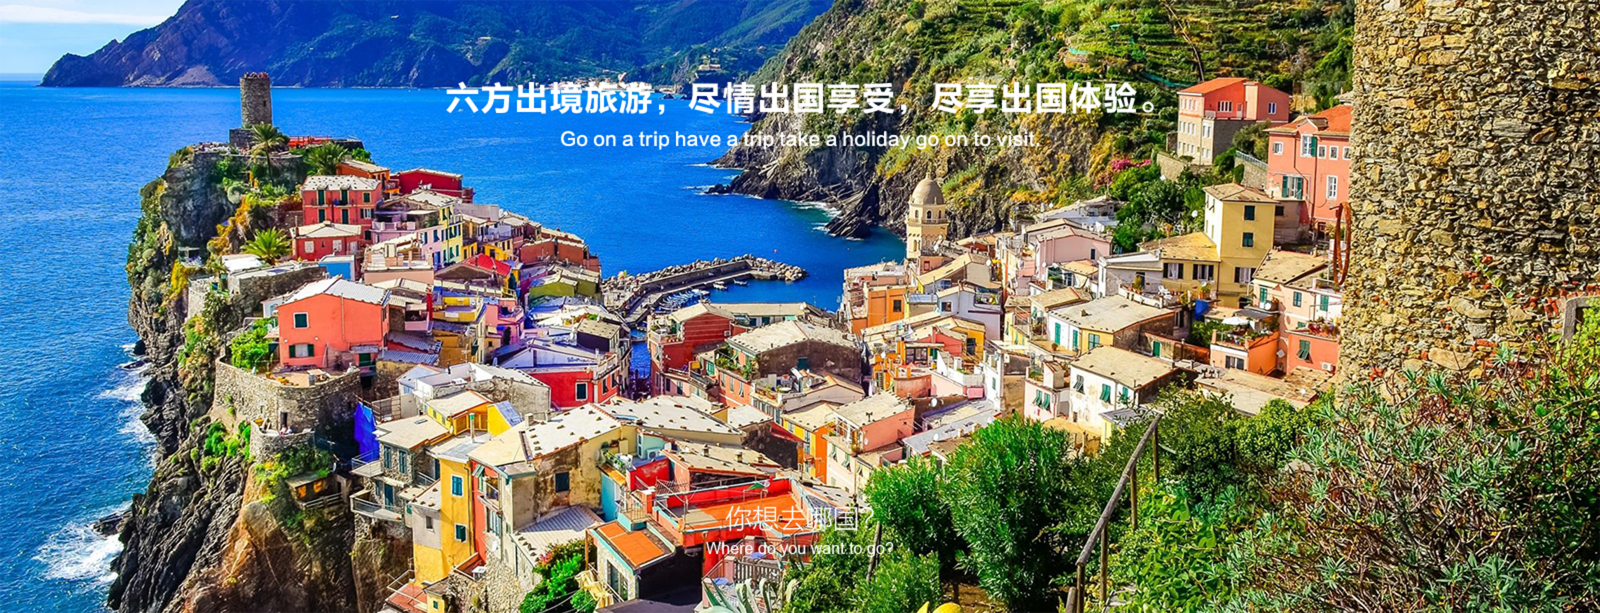 六方出境旅游，尽情出国享受，尽享出国体验。
Go on a trip have a trip take a holiday go on to visit.
你想去哪国?
Where do you want to go?